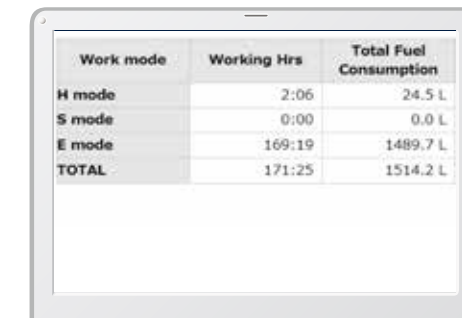 Work mode Working Hrs Total Fuel Consumption
H mode 2:06 24.5 L
S mode 0:00 0.0 L
E mode 169:19 1489.7 L
TOTAL 171:25 1514.2 L